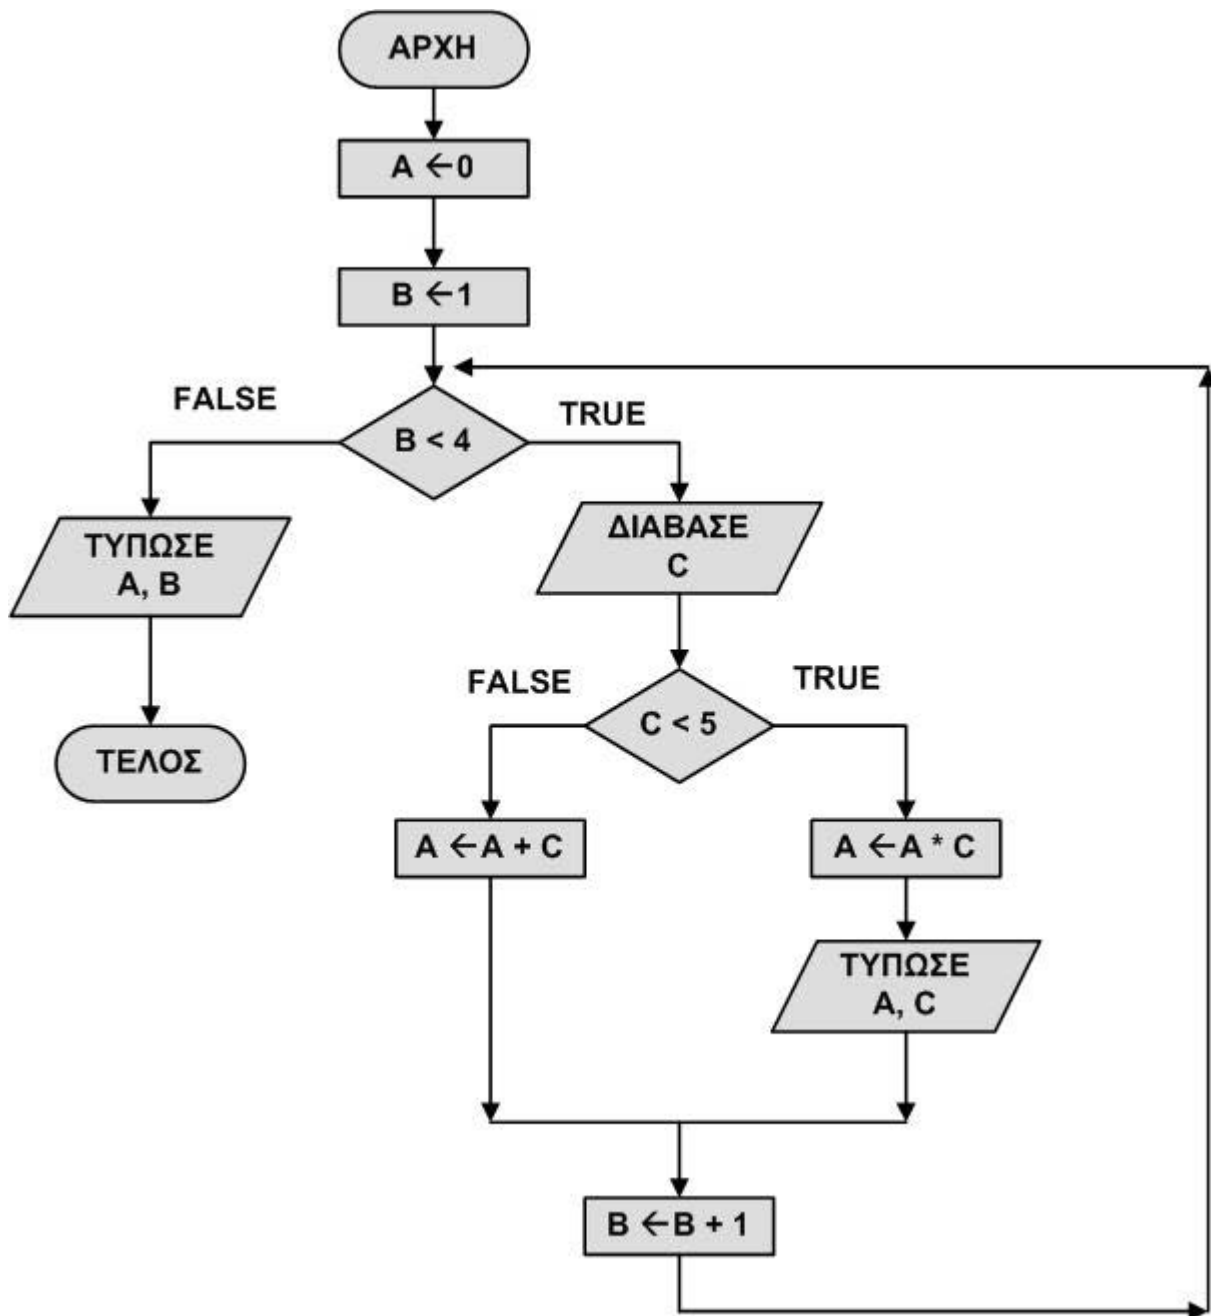 ΑΡΧΗ
A ←0
B ←1
FALSE
TRUE
B < 4
ΤΥΠΩΣΕ
A, B
ΔΙΑΒΑΣΕ
C
ΤΕΛΟΣ
FALSE
TRUE
C < 5
A ←A + C
A ←A * C
ΤΥΠΩΣΕ
A, C
B ←B + 1